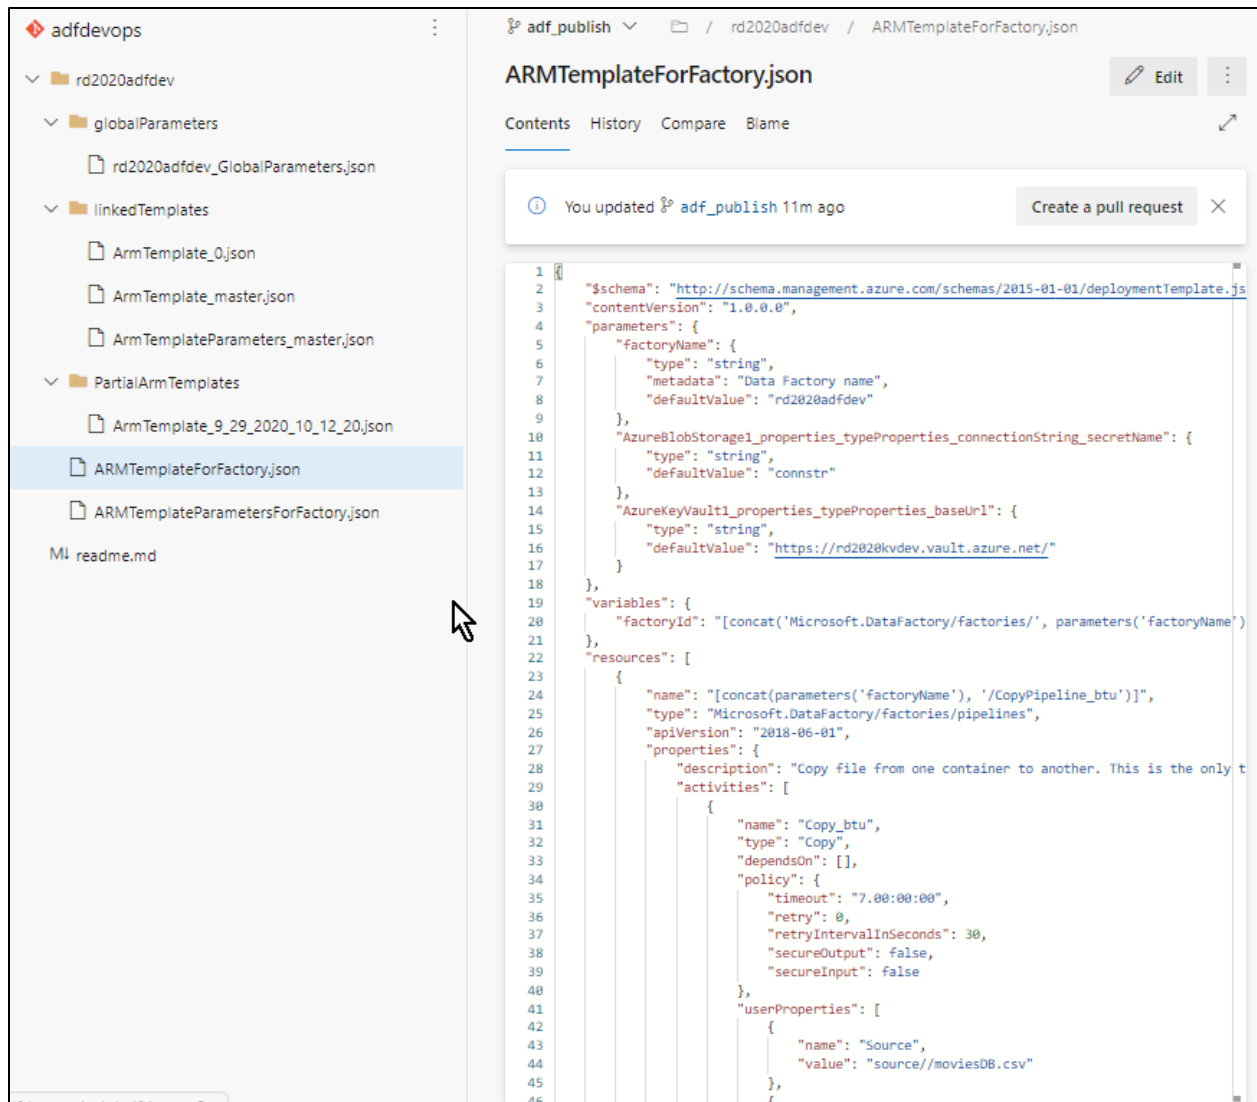 adfdevops
rd2020adfdev
globalParameters
rd2020adfdev_GlobalParameters.json
linkedTemplates
ArmTemplate_0.json
ArmTemplate_master.json
ArmTemplateParameters_master.json
PartialArmTemplates
ArmTemplate_9_29_2020_10_12_20.json
ARMTemplateForFactory.json
ARMTemplateParametersForFactory.json
M↓ readme.md
adf_publish / rd2020adfdev / ARMTemplateForFactory.json
ARMTemplateForFactory.json
Edit
Contents History Compare Blame
You updated adf_publish 11m ago
Create a pull request
1 {
2 "$schema": "http://schema.management.azure.com/schemas/2015-01-01/deploymentTemplate.js
3 "contentVersion": "1.0.0.0",
4 "parameters": {
5 "factoryName": {
6 "type": "string",
7 "metadata": "Data Factory name",
8 "defaultValue": "rd2020adfdev"
9 },
10 "AzureBlobStorage1_properties_typeProperties_connectionString_secretName": {
11 "type": "string",
12 "defaultValue": "connstr"
13 },
14 "AzureKeyVault1_properties_typeProperties_baseUrl": {
15 "type": "string",
16 "defaultValue": "https://rd2020kvdev.vault.azure.net/"
17 }
18 },
19 "variables": {
20 "factoryId": "[concat('Microsoft.DataFactory/factories/', parameters('factoryName')
21 },
22 "resources": [
23 {
24 "name": "[concat(parameters('factoryName'), '/CopyPipeline_btu')]",
25 "type": "Microsoft.DataFactory/factories/pipelines",
26 "apiVersion": "2018-06-01",
27 "properties": {
28 "description": "Copy file from one container to another. This is the only t
29 "activities": [
30 {
31 "name": "Copy_btu",
32 "type": "Copy",
33 "dependsOn": [],
34 "policy": {
35 "timeout": "7.00:00:00",
36 "retry": 0,
37 "retryIntervalInSeconds": 30,
38 "secureOutput": false,
39 "secureInput": false
40 },
41 "userProperties": [
42 {
43 "name": "Source",
44 "value": "source//moviesDB.csv"
45 },
46 {